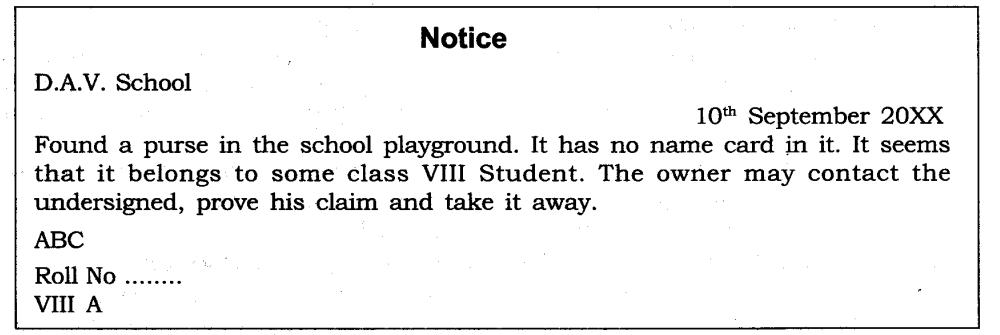 Notice
D.A.V. School
10th September 20XX
Found a purse in the school playground. It has no name card in it. It seems
that it belongs to some class VIII Student. The owner may contact the
undersigned, prove his claim and take it away.
ABC
Roll No ........
VIII A